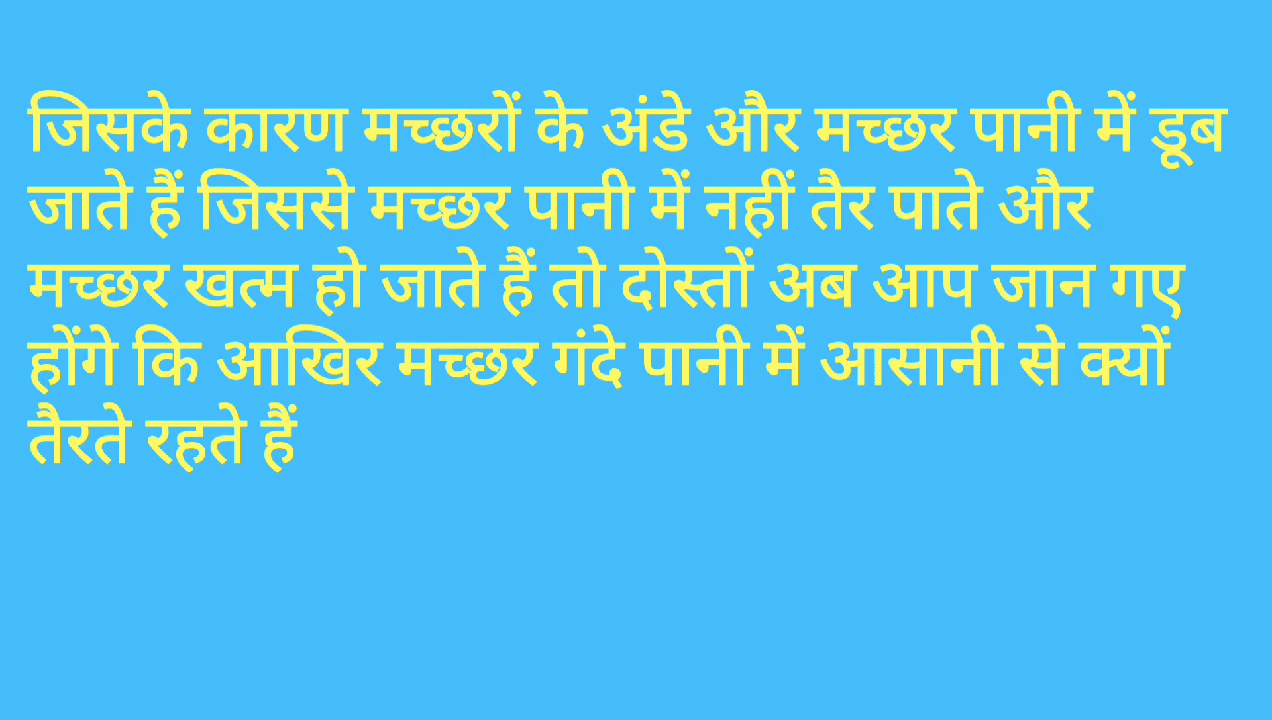 जिसके कारण मच्छरों के अंडे और मच्छर पानी में डूब
जाते हैं जिससे मच्छर पानी में नहीं तैर पाते और
मच्छर खत्म हो जाते हैं तो दोस्तों अब आप जान गए
होंगे कि आखिर मच्छर गंदे पानी में आसानी से क्यों
तैरते रहते हैं